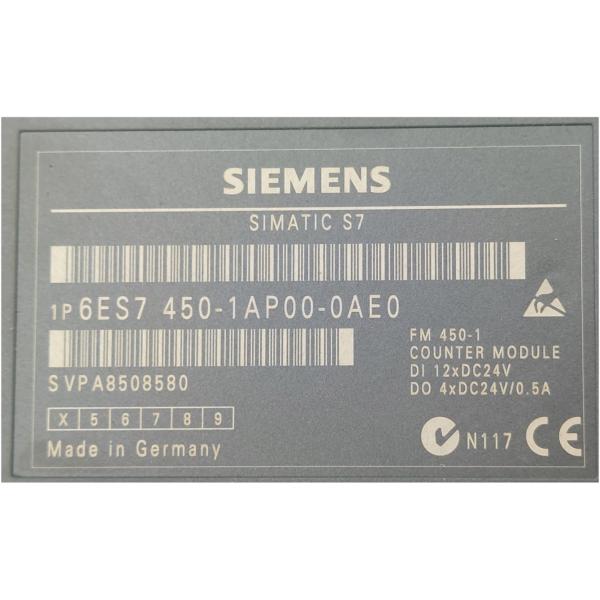 SIEMENS
SIMATIC S7
1P 6ES7 450-1AP00-0AE0
FM 450-1
COUNTER MODULE
DI 12xDC24V
DO 4xDC24V/0.5A
SVPA8508580
X 5 6 7 8 9
Made in Germany
N117 CE